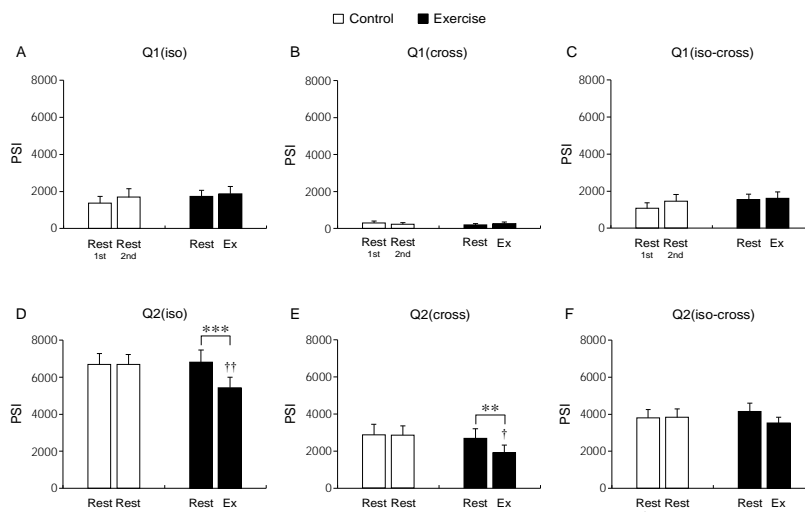 Control Exercise
A Q1(iso)
B Q1(cross)
C Q1(iso-cross)
8000
6000
4000
2000
0
PSI
Rest Rest Rest Ex
1st 2nd
8000
6000
4000
2000
0
PSI
Rest Rest Rest Ex
1st 2nd
8000
6000
4000
2000
0
PSI
Rest Rest Rest Ex
1st 2nd
D Q2(iso)
E Q2(cross)
F Q2(iso-cross)
8000
6000
4000
2000
0
PSI
***
††
Rest Rest Rest Ex
8000
6000
4000
2000
0
PSI
**
†
Rest Rest Rest Ex
8000
6000
4000
2000
0
PSI
Rest Rest Rest Ex